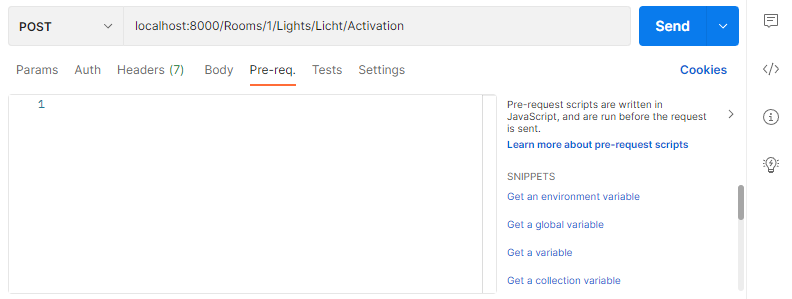 POST localhost:8000/Rooms/1/Lights/Licht/Activation Send
Params Auth Headers (7) Body Pre-req. Tests Settings Cookies
1
Pre-request scripts are written in
JavaScript, and are run before the request
is sent.
Learn more about pre-request scripts
SNIPPETS
Get an environment variable
Get a global variable
Get a variable
Get a collection variable